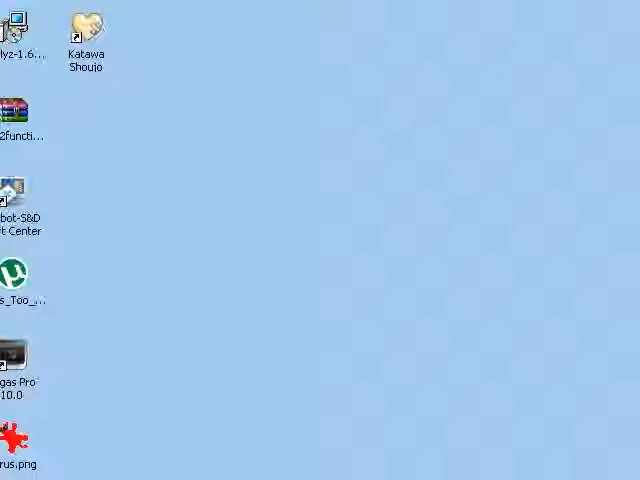 lyz-1.6...
Katawa
Shoujo
2functi...
bot-S&D
t Center
s_Too_...
gas Pro
10.0
rus.png